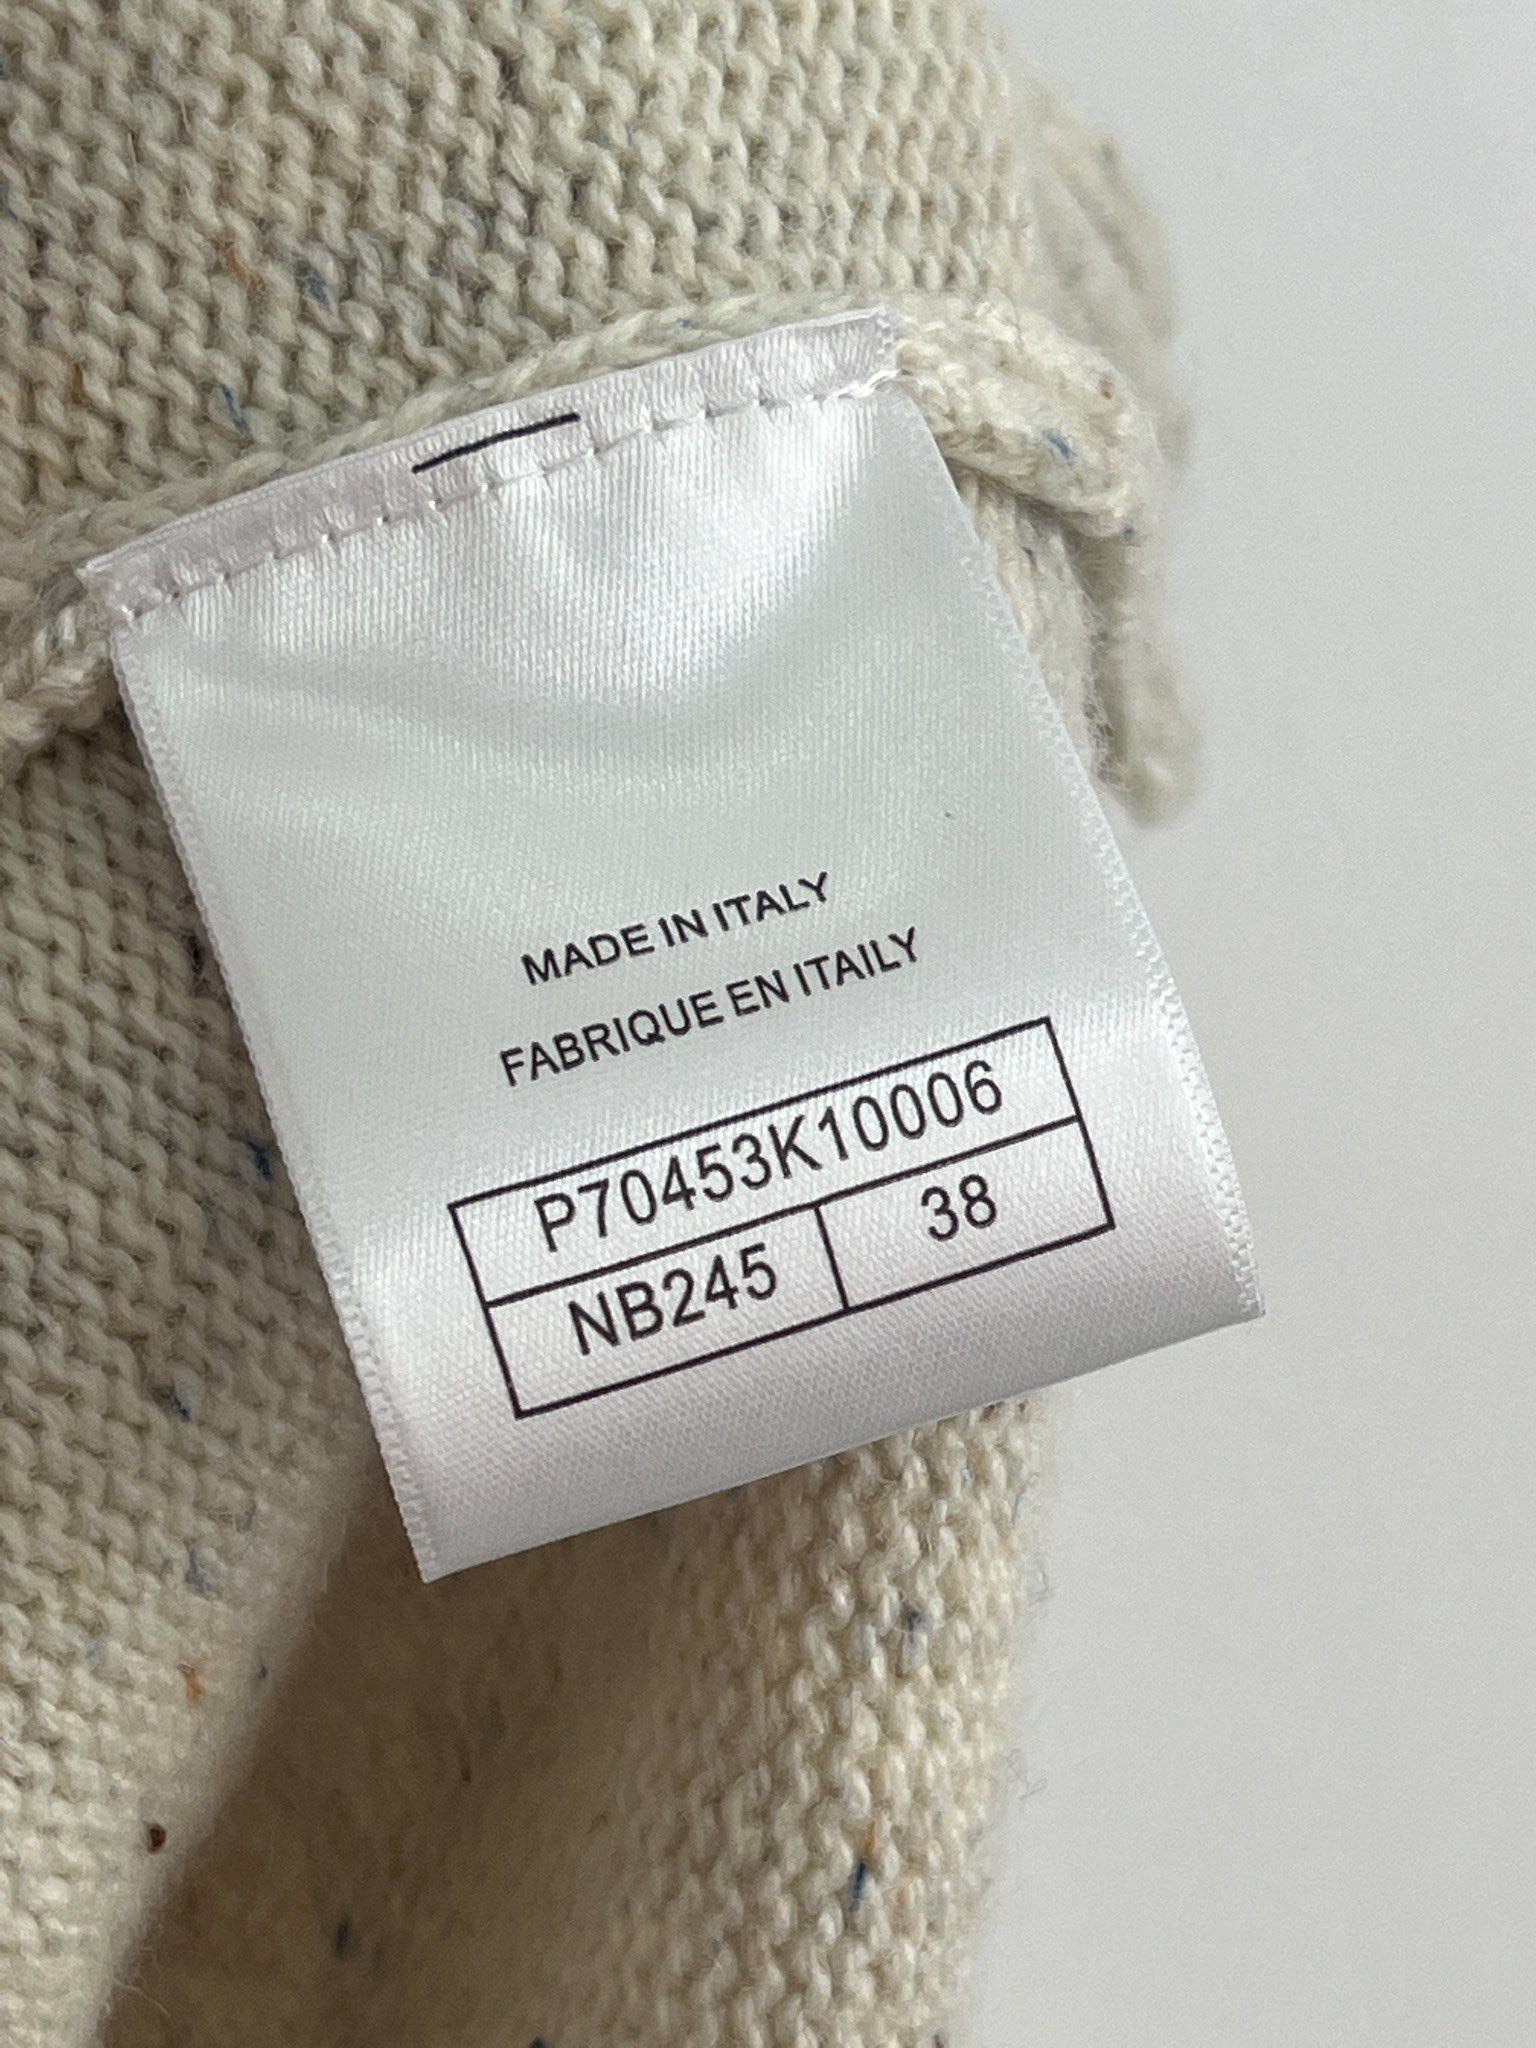 MADE IN ITALY
FABRIQUE EN ITAILY
P70453K10006
NB245 38